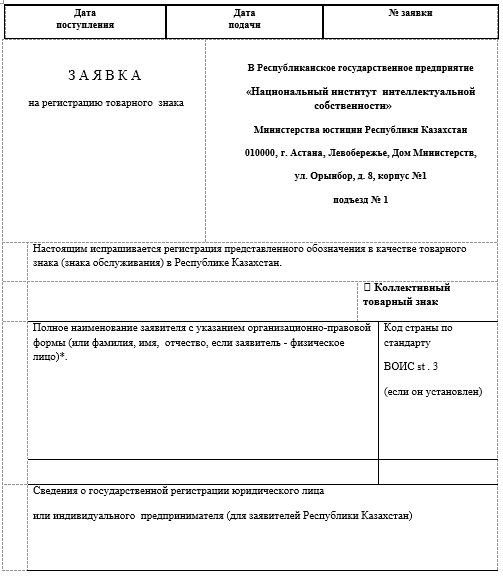 Дата
поступления
Дата
подачи
№ заявки
З А Я В К А
на регистрацию товарного знака
В Республиканское государственное предприятие
«Национальный институт интеллектуальной
собственности»
Министерства юстиции Республики Казахстан
010000, г. Астана, Левобережье, Дом Министерств,
ул. Орынбор, д. 8, корпус №1
подъезд № 1
Настоящим испрашивается регистрация представленного обозначения в качестве товарного
знака (знака обслуживания) в Республике Казахстан.
Коллективный
товарный знак
Полное наименование заявителя с указанием организационно-правовой
формы (или фамилия, имя, отчество, если заявитель - физическое
лицо)*.
Код страны по
стандарту
ВОИС st . 3
(если он установлен)
Сведения о государственной регистрации юридического лица
или индивидуального предпринимателя (для заявителей Республики Казахстан)